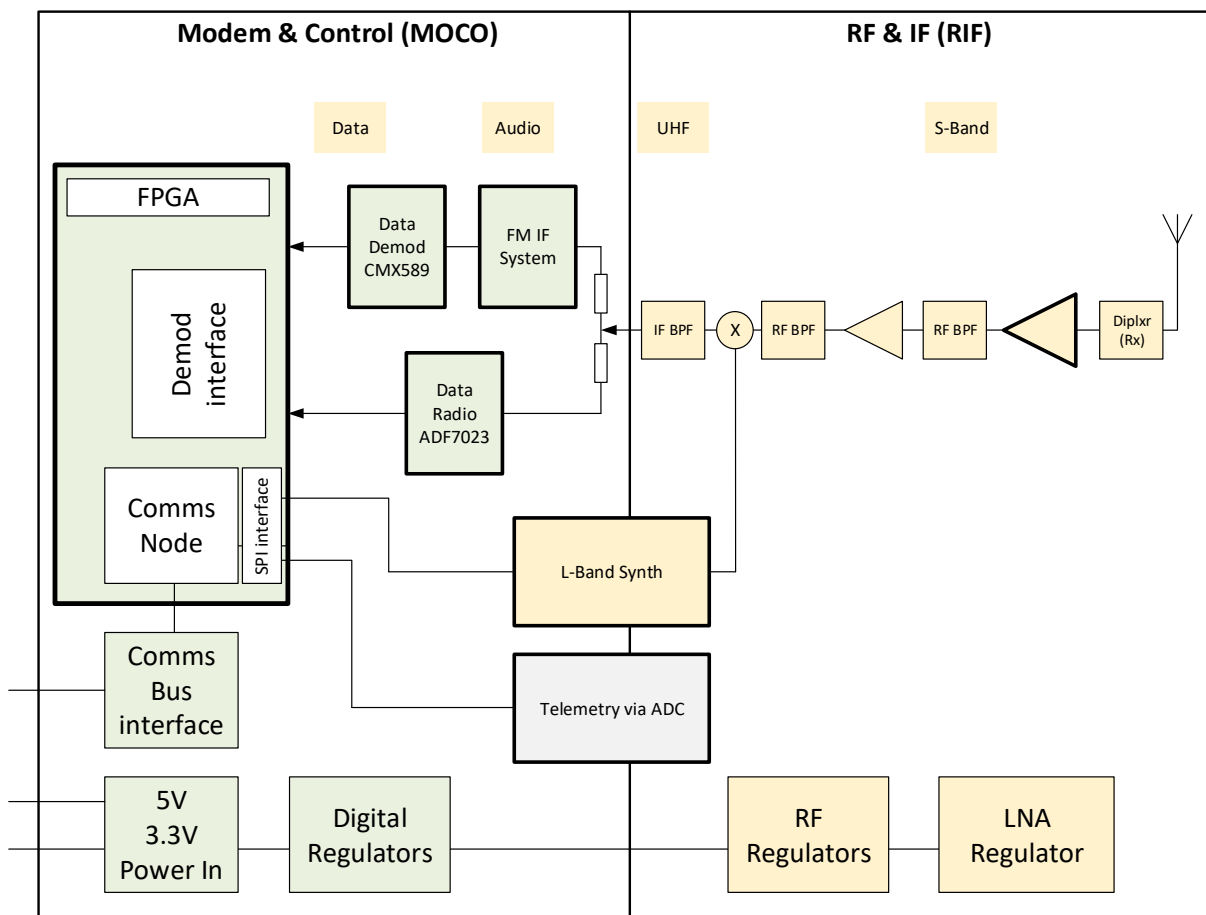 Modem & Control (MOCO)
RF & IF (RIF)
Data
Audio
UHF
S-Band
FPGA
Data
Demod
CMX589
FM IF
System
Demod
interface
IF BPF
X
RF BPF
RF BPF
Diplxr
(Rx)
Data
Radio
ADF7023
Comms
Node
SPI interface
L-Band Synth
Comms
Bus
interface
Telemetry via ADC
5V
3.3V
Power In
Digital
Regulators
RF
Regulators
LNA
Regulator